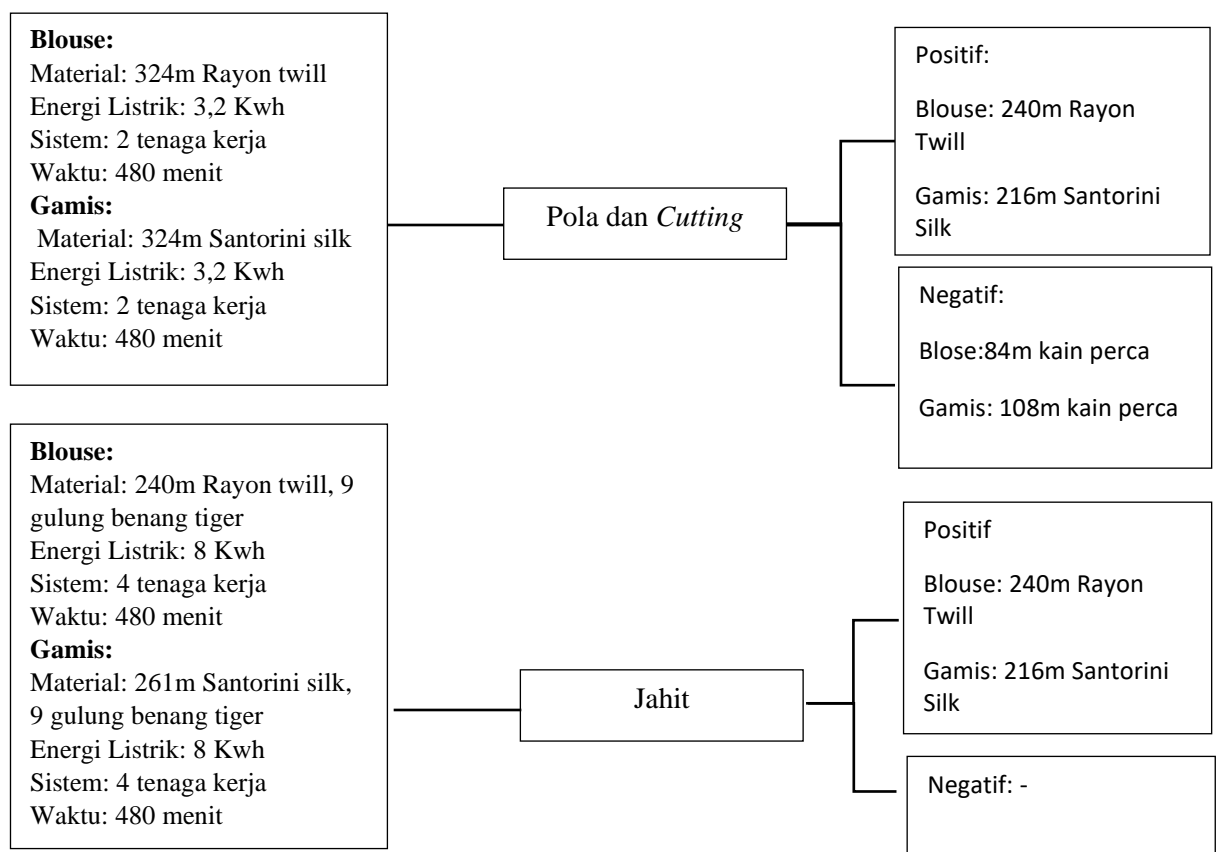 Blouse:
Material: 324m Rayon twill
Energi Listrik: 3,2 Kwh
Sistem: 2 tenaga kerja
Waktu: 480 menit
Gamis:
Material: 324m Santorini silk
Energi Listrik: 3,2 Kwh
Sistem: 2 tenaga kerja
Waktu: 480 menit
Pola dan Cutting
Positif:
Blouse: 240m Rayon
Twill
Gamis: 216m Santorini
Silk
Negatif:
Blose:84m kain perca
Gamis: 108m kain perca
Blouse:
Material: 240m Rayon twill, 9
gulung benang tiger
Energi Listrik: 8 Kwh
Sistem: 4 tenaga kerja
Waktu: 480 menit
Gamis:
Material: 261m Santorini silk,
9 gulung benang tiger
Energi Listrik: 8 Kwh
Sistem: 4 tenaga kerja
Waktu: 480 menit
Jahit
Positif
Blouse: 240m Rayon
Twill
Gamis: 216m Santorini
Silk
Negatif: -